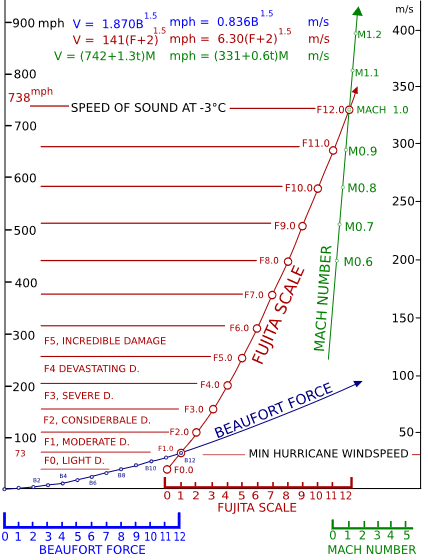 900 mph V = 1.870B1.5 mph = 0.836B1.5 m/s m/s
V = 141(F+2)1.5 mph = 6.30(F+2)1.5 m/s 400
V = (742+1.3t)M mph = (331+0.6t)M m/s M1.2
800 M1.1
350
738mph SPEED OF SOUND AT -3°C F12.0 MACH 1.0
700
F11.0 300
M0.9
600
F10.0 M0.8 250
500 F9.0 M0.7
F8.0 M0.6 200
400
F7.0
FUJITA SCALE
MACH NUMBER
300 F6.0 150
F5, INCREDIBLE DAMAGE
F5.0
F4 DEVASTATING D.
200 F4.0 100
F3, SEVERE D.
F3.0
BEAUFORT FORCE
F2, CONSIDERBALE D.
100 F2.0 50
F1, MODERATE D.
73 F1.0 MIN HURRICANE WINDSPEED
F0, LIGHT D. B12
F0.0
B2 B4 B6 B8 B10
0 1 2 3 4 5 6 7 8 9 10 11 12
FUJITA SCALE
0 1 2 3 4 5 6 7 8 9 10 11 12
BEAUFORT FORCE
0 1 2 3 4 5
MACH NUMBER